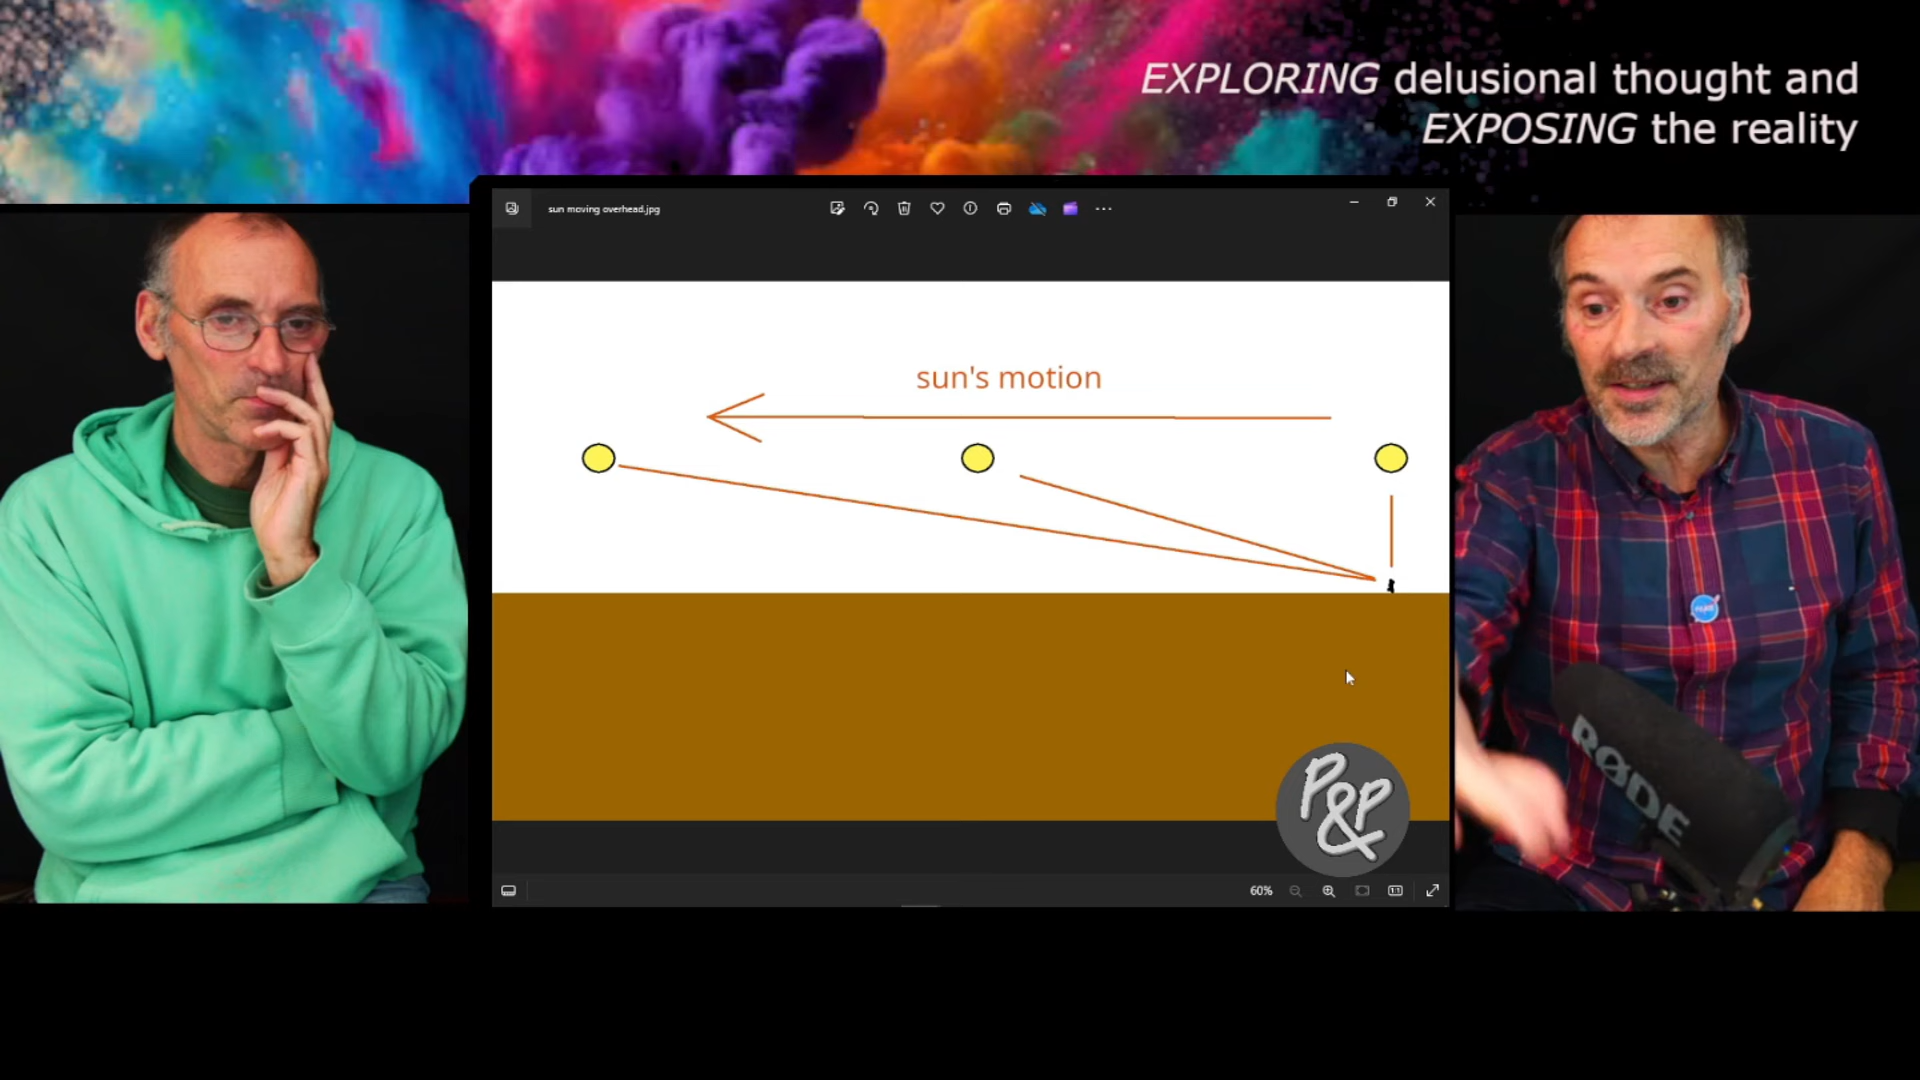 EXPLORING delusional thought and
EXPOSING the reality
sun moving overhead.jpg
sun's motion
P&P
60%
RØDE